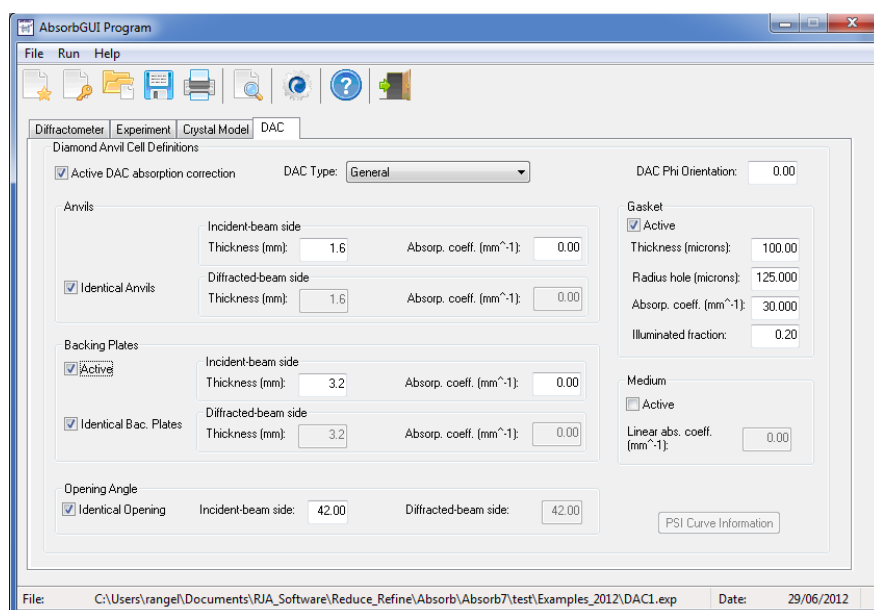 AbsorbGUI Program
File Run Help
Diffractometer Experiment Crystal Model DAC
Diamond Anvil Cell Definitions
Active DAC absorption correction DAC Type: General DAC Phi Orientation: 0.00
Anvils
Incident-beam side
Thickness (mm): 1.6 Absorp. coeff. (mm^-1): 0.00
Identical Anvils
Diffracted-beam side
Thickness (mm): 1.6 Absorp. coeff. (mm^-1): 0.00
Gasket
Active
Thickness (microns): 100.00
Radius hole (microns): 125.000
Absorp. coeff. (mm^-1): 30.000
Illuminated fraction: 0.20
Backing Plates
Active
Incident-beam side
Thickness (mm): 3.2 Absorp. coeff. (mm^-1): 0.00
Identical Bac. Plates
Diffracted-beam side
Thickness (mm): 3.2 Absorp. coeff. (mm^-1): 0.00
Medium
Active
Linear abs. coeff.
(mm^-1): 0.00
Opening Angle
Identical Opening Incident-beam side: 42.00 Diffracted-beam side: 42.00
PSI Curve Information
File: C:\Users\rangel\Documents\RJA_Software\Reduce_Refine\Absorb\Absorb7\test\Examples_2012\DAC1.exp Date: 29/06/2012